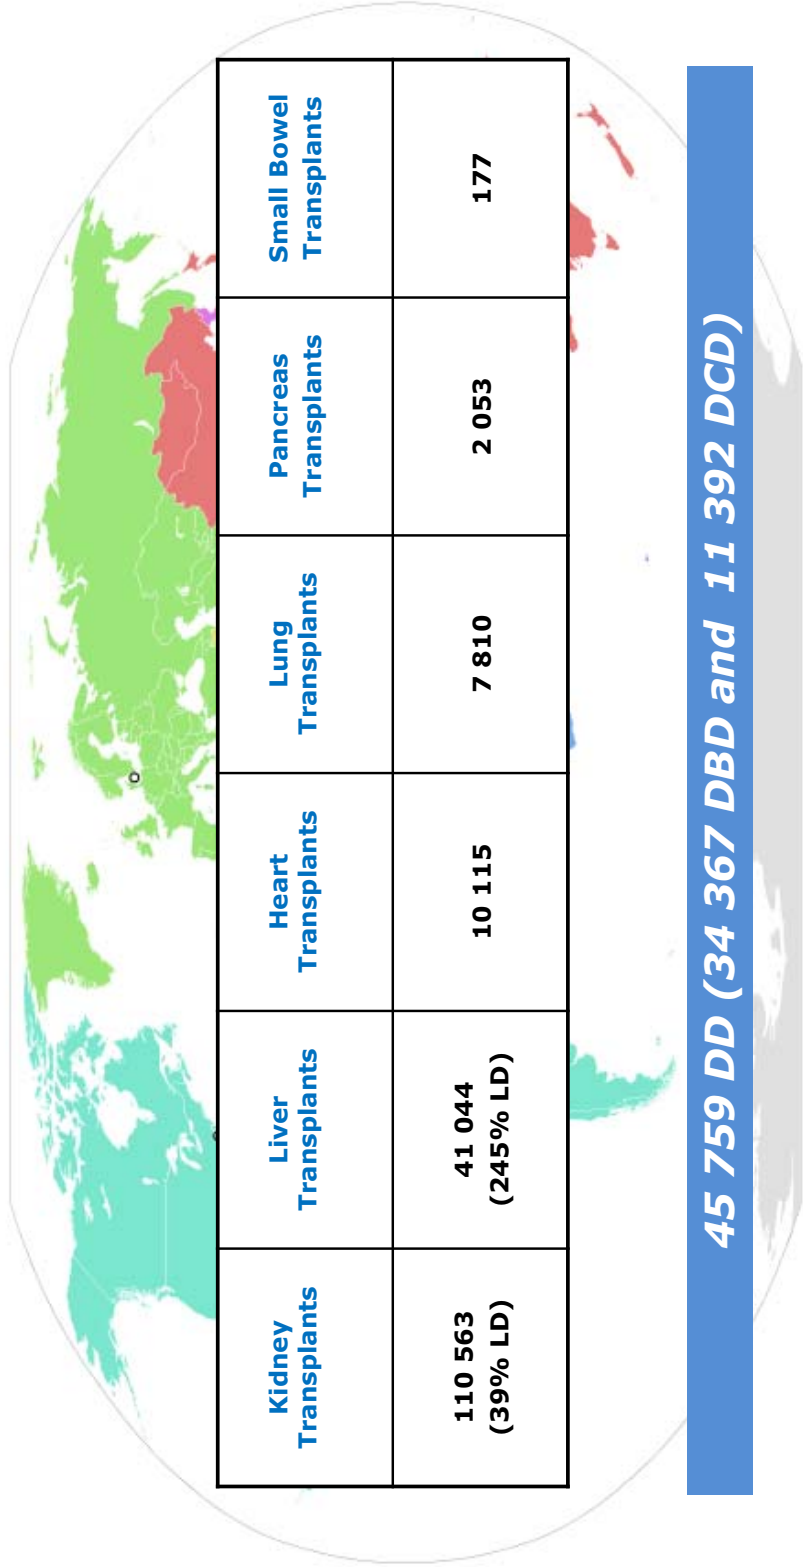 Kidney
Transplants
Liver
Transplants
Heart
Transplants
Lung
Transplants
Pancreas
Transplants
Small Bowel
Transplants
110 563
(39% LD)
41 044
(245% LD)
10 115
7 810
2 053
177
45 759 DD (34 367 DBD and 11 392 DCD)